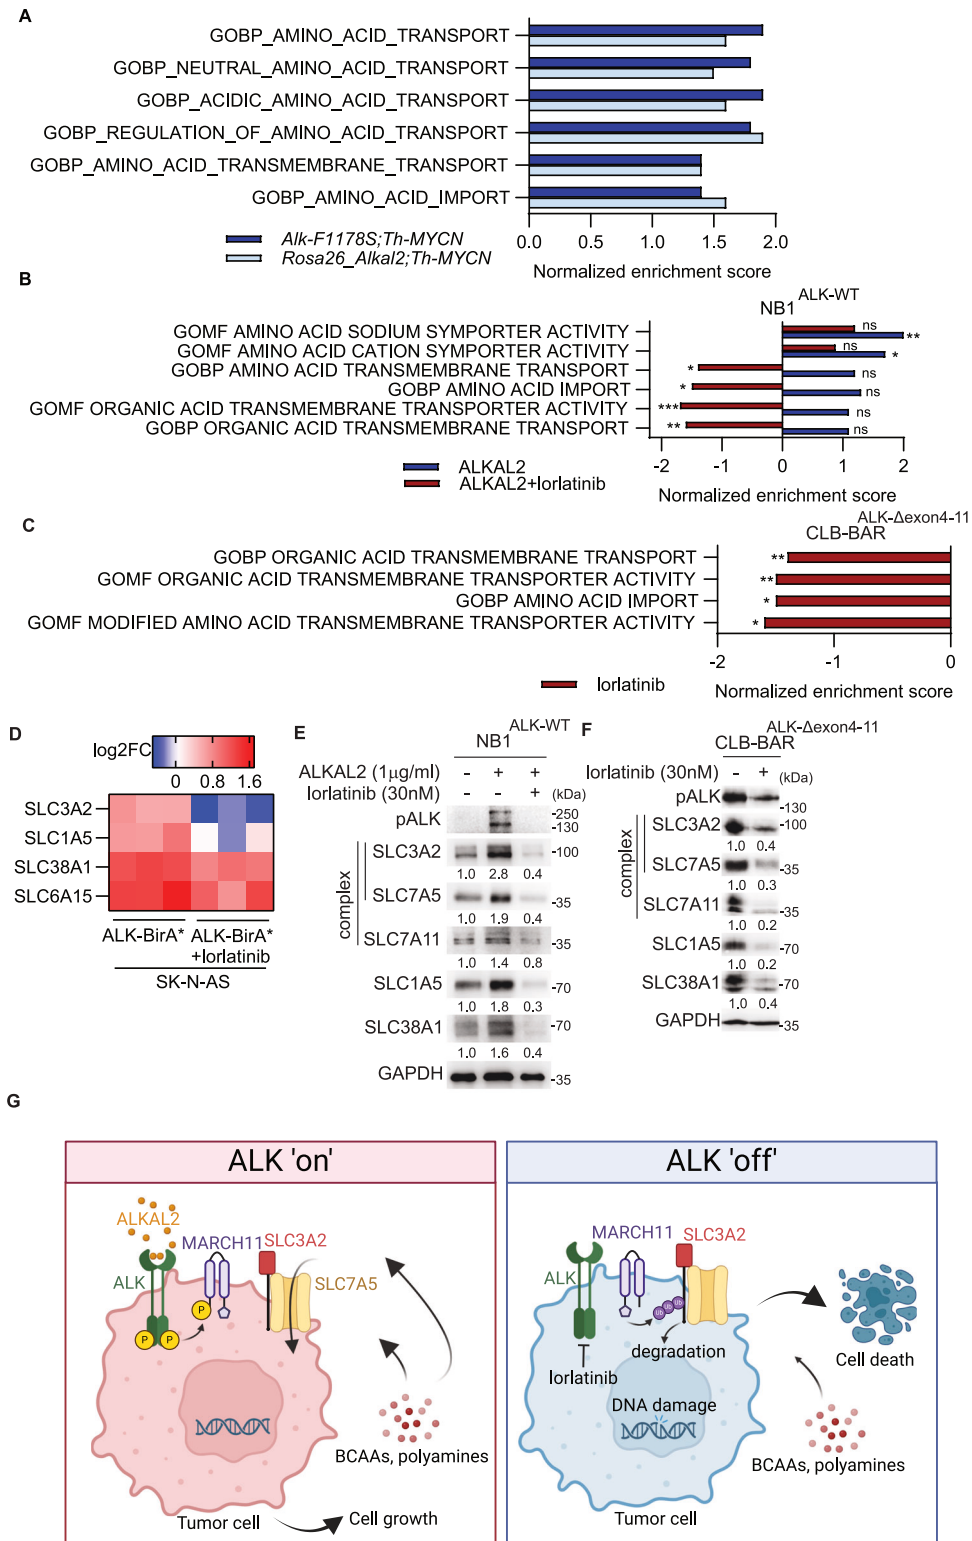 A
GOBP_AMINO_ACID_TRANSPORT
GOBP_NEUTRAL_AMINO_ACID_TRANSPORT
GOBP_ACIDIC_AMINO_ACID_TRANSPORT
GOBP_REGULATION_OF_AMINO_ACID_TRANSPORT
GOBP_AMINO_ACID_TRANSMEMBRANE_TRANSPORT
GOBP_AMINO_ACID_IMPORT
0.0 0.5 1.0 1.5 2.0
Normalized enrichment score
Alk-F1178S;Th-MYCN
Rosa26_Alkal2;Th-MYCN
B
NB1 ALK-WT
GOMF AMINO ACID SODIUM SYMPORTER ACTIVITY ns **
GOMF AMINO ACID CATION SYMPORTER ACTIVITY ns *
GOBP AMINO ACID TRANSMEMBRANE TRANSPORT * ns
GOBP AMINO ACID IMPORT * ns
GOMF ORGANIC ACID TRANSMEMBRANE TRANSPORTER ACTIVITY *** ns
GOBP ORGANIC ACID TRANSMEMBRANE TRANSPORT ** ns
-2 -1 0 1 2
Normalized enrichment score
ALKAL2
ALKAL2+lorlatinib
C
CLB-BAR ALK-Δexon4-11
GOBP ORGANIC ACID TRANSMEMBRANE TRANSPORT **
GOMF ORGANIC ACID TRANSMEMBRANE TRANSPORTER ACTIVITY **
GOBP AMINO ACID IMPORT *
GOMF MODIFIED AMINO ACID TRANSMEMBRANE TRANSPORTER ACTIVITY *
-2 -1 0
Normalized enrichment score
lorlatinib
D
log2FC
0 0.8 1.6
SLC3A2
SLC1A5
SLC38A1
SLC6A15
ALK-BirA*
ALK-BirA*
+lorlatinib
SK-N-AS
E
NB1 ALK-WT
ALKAL2 (1μg/ml) - + +
lorlatinib (30nM) - - + (kDa)
pALK -250
-130
complex
SLC3A2 -100
1.0 2.8 0.4
SLC7A5 -35
1.0 1.9 0.4
SLC7A11 -35
1.0 1.4 0.8
SLC1A5 -70
1.0 1.8 0.3
SLC38A1 -70
1.0 1.6 0.4
GAPDH -35
F
CLB-BAR ALK-Δexon4-11
lorlatinib (30nM) - + (kDa)
pALK -130
complex
SLC3A2 -100
1.0 0.4
SLC7A5 -35
1.0 0.3
SLC7A11 -35
1.0 0.2
SLC1A5 -70
1.0 0.2
SLC38A1 -70
1.0 0.4
GAPDH -35
G
ALK 'on'
ALKAL2
MARCH11
SLC3A2
ALK
SLC7A5
P
P P
BCAAs, polyamines
Tumor cell
Cell growth
ALK 'off'
MARCH11
SLC3A2
ALK
Ub Ub Ub
degradation
lorlatinib
Cell death
DNA damage
BCAAs, polyamines
Tumor cell